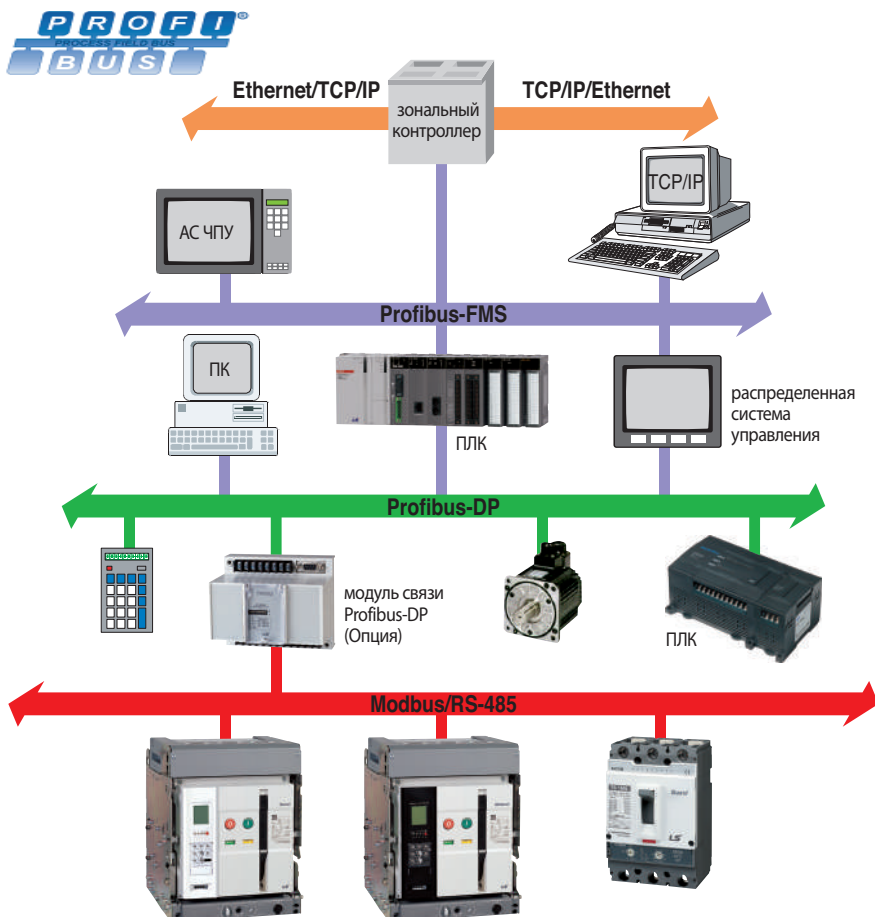 PROFI®
PROCESS FIELD BUS
BUS
Ethernet/TCP/IP
TCP/IP/Ethernet
зональный
контроллер
TCP/IP
АС ЧПУ
Profibus-FMS
ПК
ПЛК
распределенная
система
управления
Profibus-DP
модуль связи
Profibus-DP
(Опция)
ПЛК
Modbus/RS-485
LS